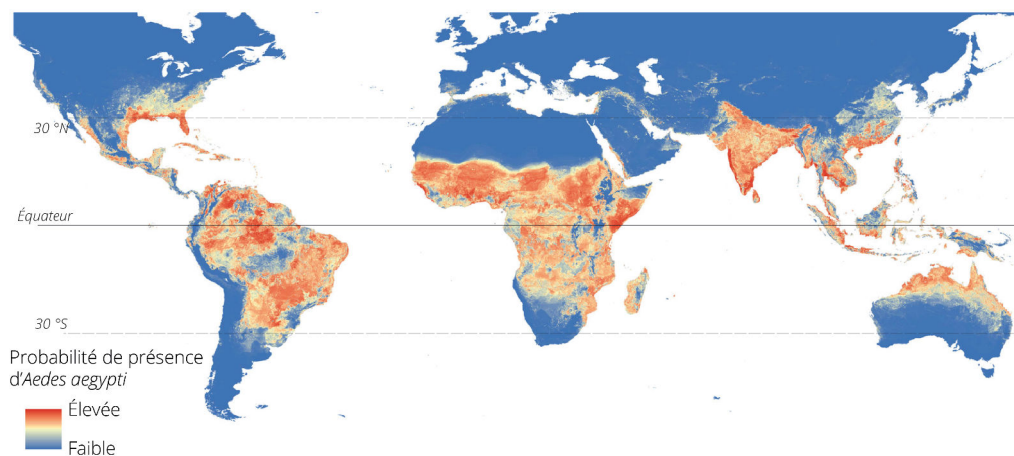 30 °N
Équateur
30 °S
Probabilité de présence
d’Aedes aegypti
Élevée
Faible